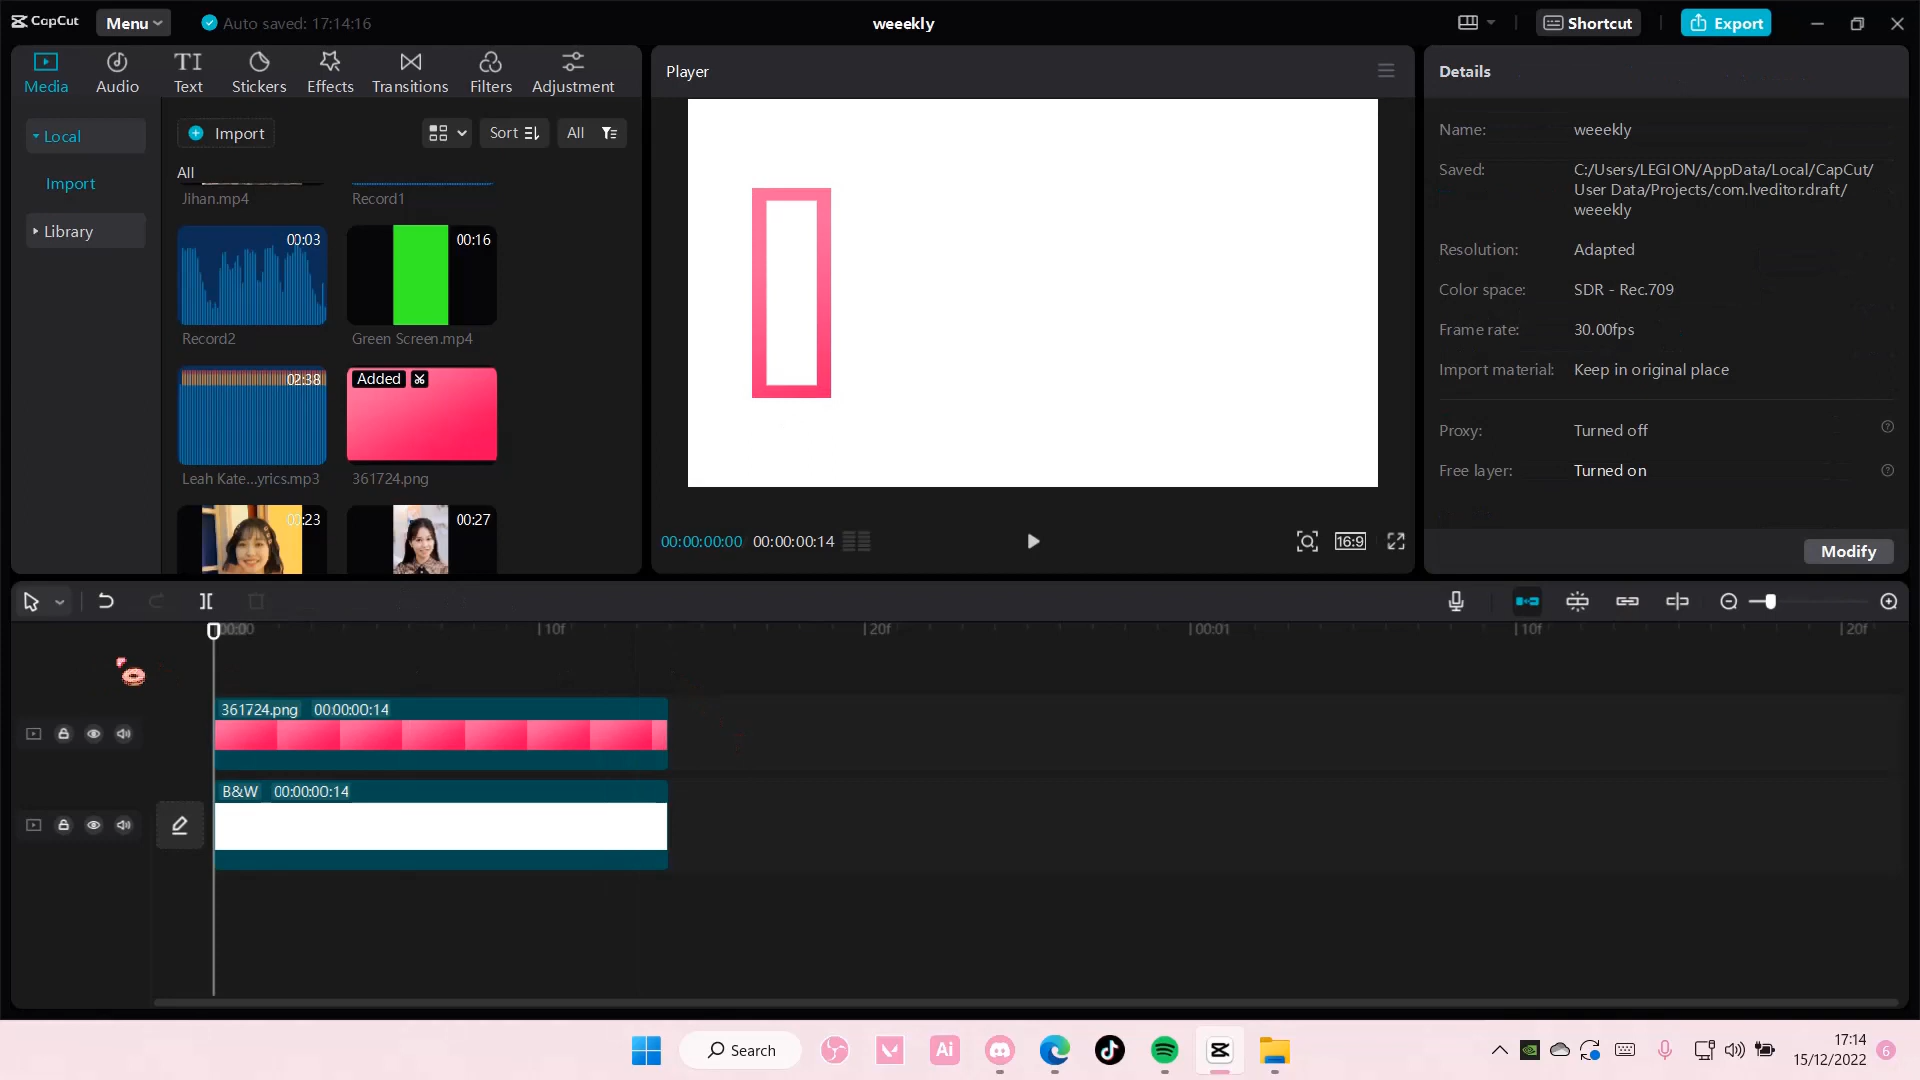 CapCut
Menu
Auto saved: 17:14:16
weeekly
Shortcut
Export
Media
Audio
Text
Stickers
Effects
Transitions
Filters
Adjustment
Local
Import
Library
Import
Sort
All
All
Jihan.mp4
Record1
00:03
00:16
Record2
Green Screen.mp4
02:38
Added
Leah Kate...yrics.mp3
361724.png
00:23
00:27
Player
00:00:00:00
00:00:00:14
16:9
Details
Name:
weeekly
Saved:
C:/Users/LEGION/AppData/Local/CapCut/
User Data/Projects/com.lveditor.draft/
weeekly
Resolution:
Adapted
Color space:
SDR - Rec.709
Frame rate:
30.00fps
Import material:
Keep in original place
Proxy:
Turned off
Free layer:
Turned on
Modify
00:00
10f
20f
00:01
10f
20f
361724.png 00:00:00:14
B&W 00:00:00:14
Search
Ai
17:14
15/12/2022
6